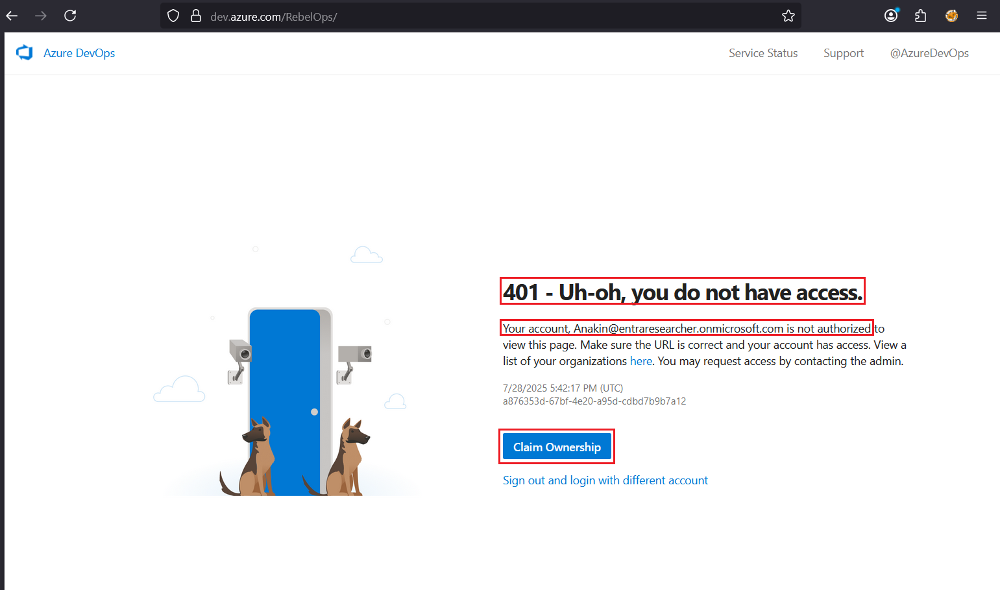 dev.azure.com/RebelOps/
Azure DevOps
Service Status
Support
@AzureDevOps
401 - Uh-oh, you do not have access.
Your account, Anakin@entraresearcher.onmicrosoft.com is not authorized to
view this page. Make sure the URL is correct and your account has access. View a
list of your organizations here. You may request access by contacting the admin.
7/28/2025 5:42:17 PM (UTC)
a876353d-67bf-4e20-a95d-cdbd7b9b7a12
Claim Ownership
Sign out and login with different account